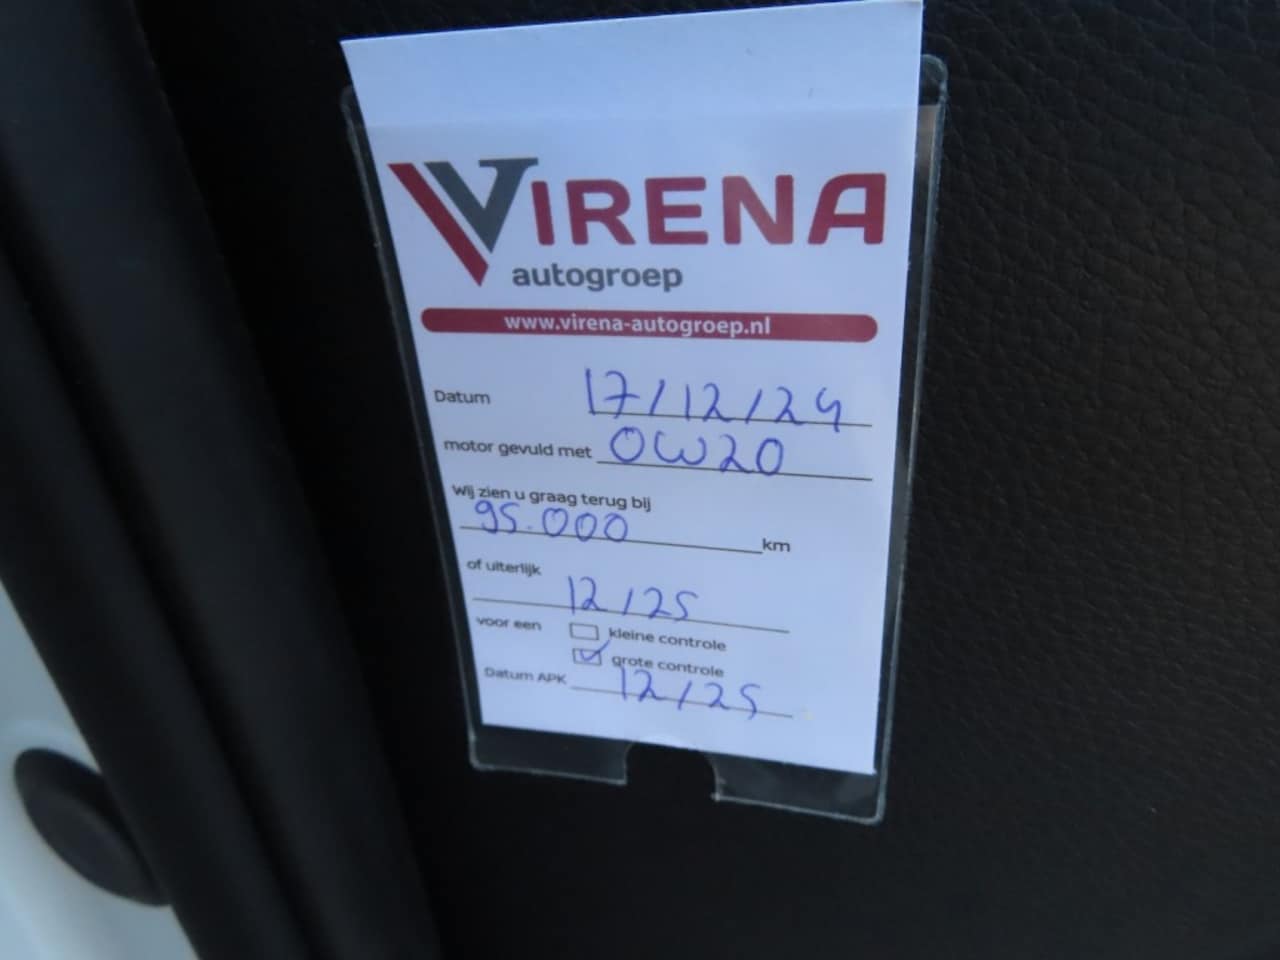 VIRENA
autogroep
www.virena-autogroep.nl
Datum 17/12/24
motor gevuld met 0W20
Wij zien u graag terug bij
95.000 km
of uiterlijk
12/25
voor een kleine controle
grote controle
Datum APK 12/25